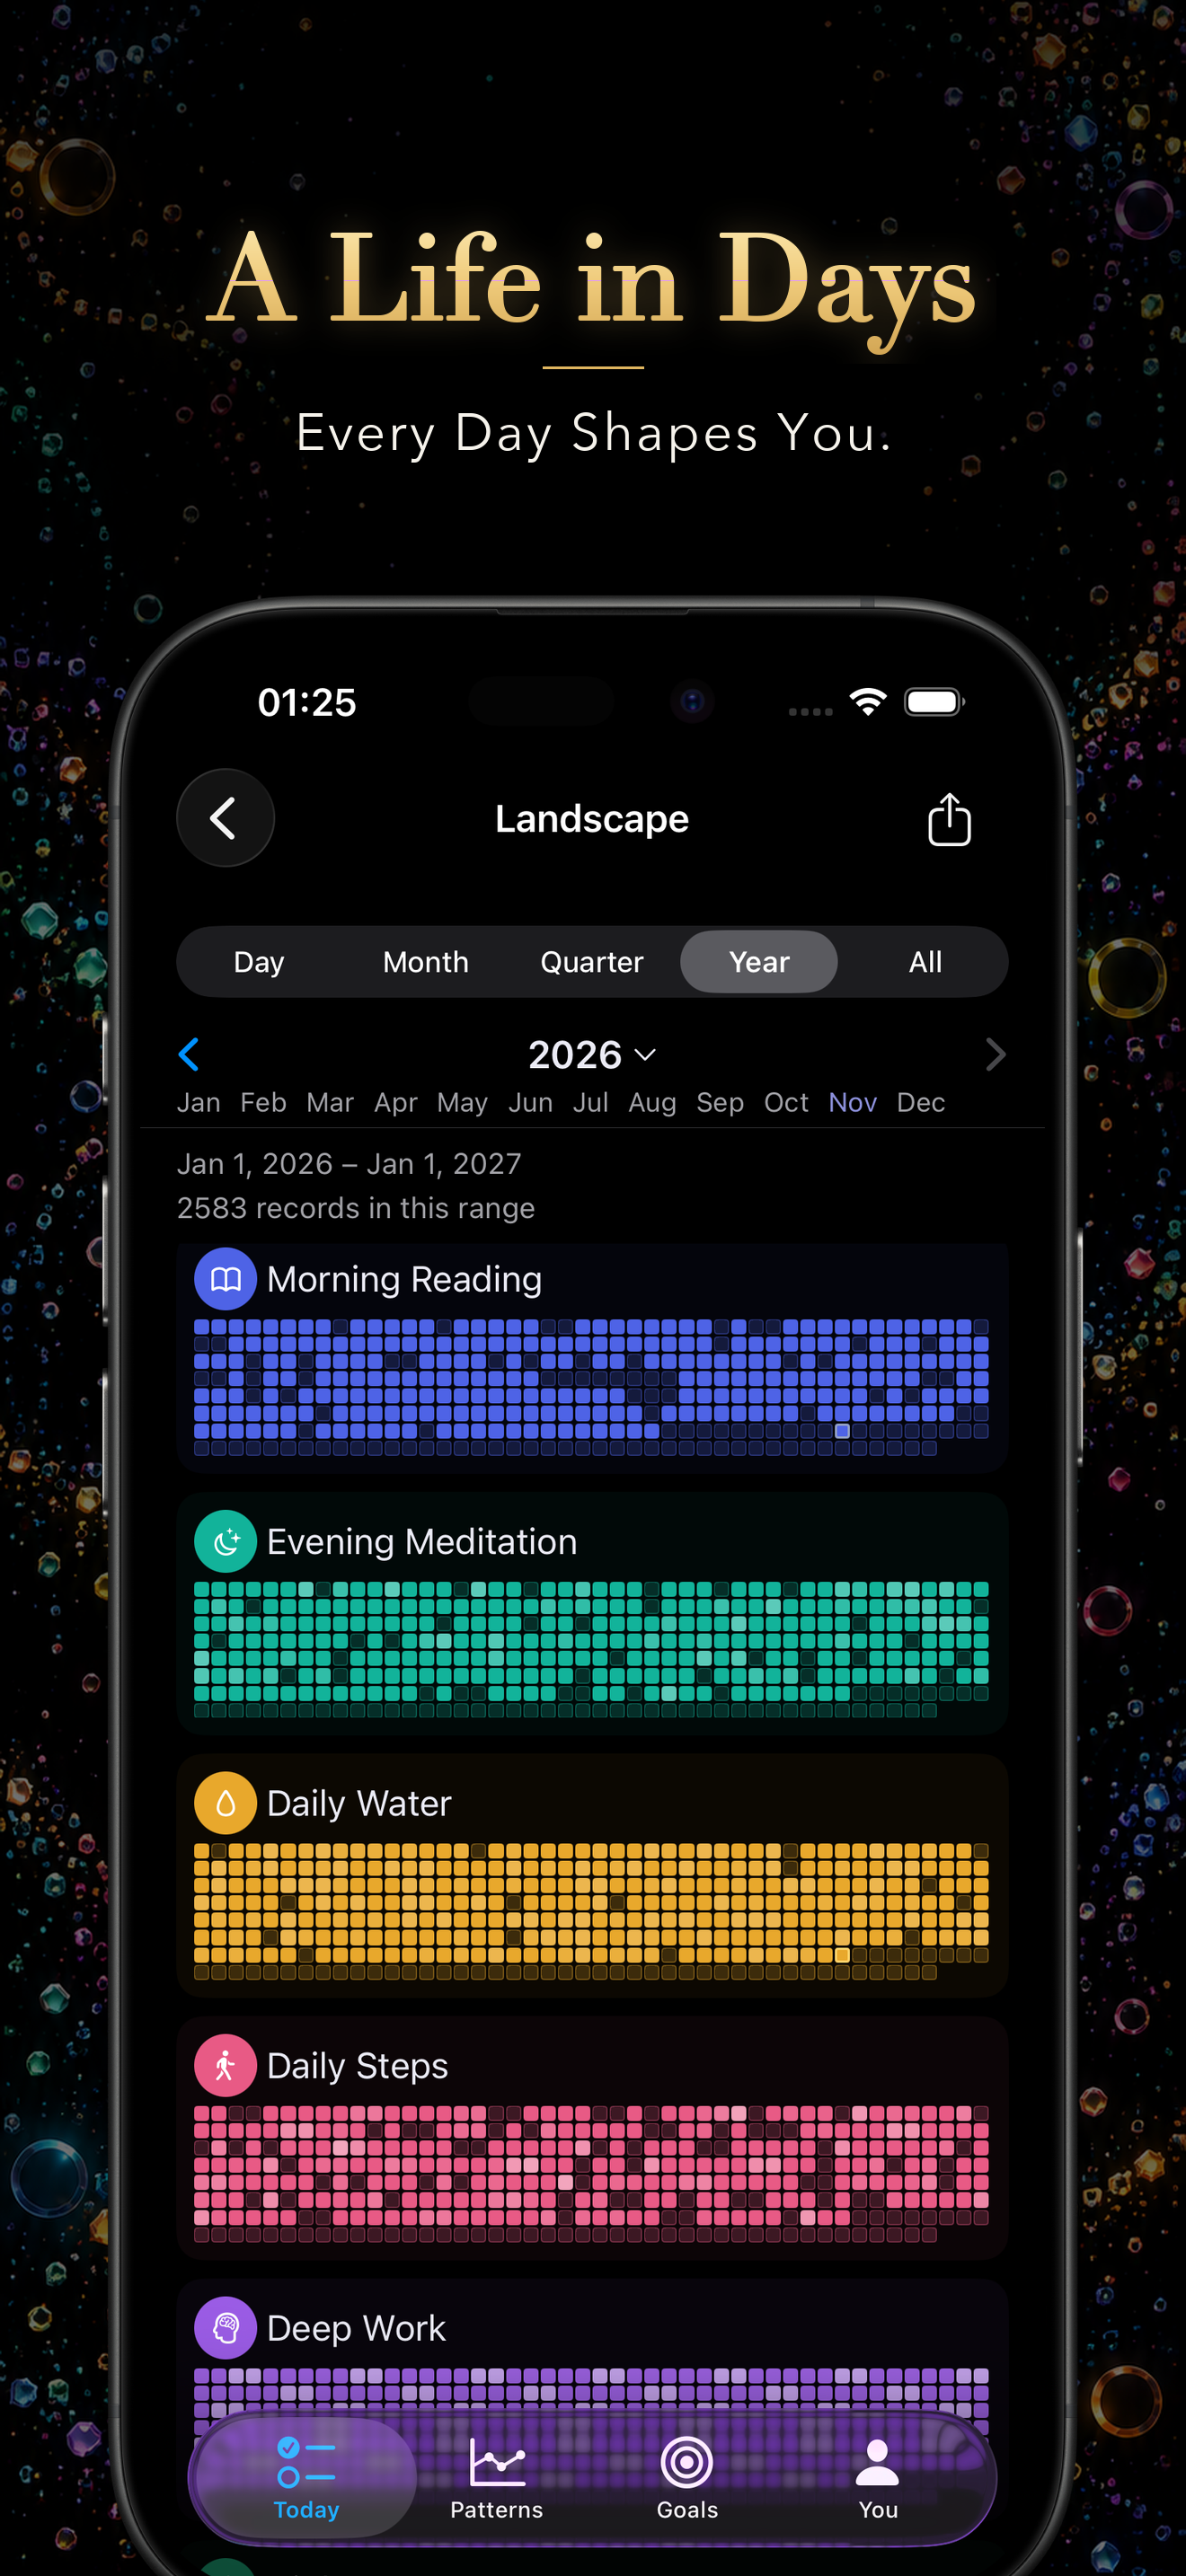 A Life in Days
Every Day Shapes You.
01:25
Landscape
Day Month Quarter Year All
2026
Jan Feb Mar Apr May Jun Jul Aug Sep Oct Nov Dec
Jan 1, 2026 – Jan 1, 2027
2583 records in this range
Morning Reading
Evening Meditation
Daily Water
Daily Steps
Deep Work
Today Patterns Goals You